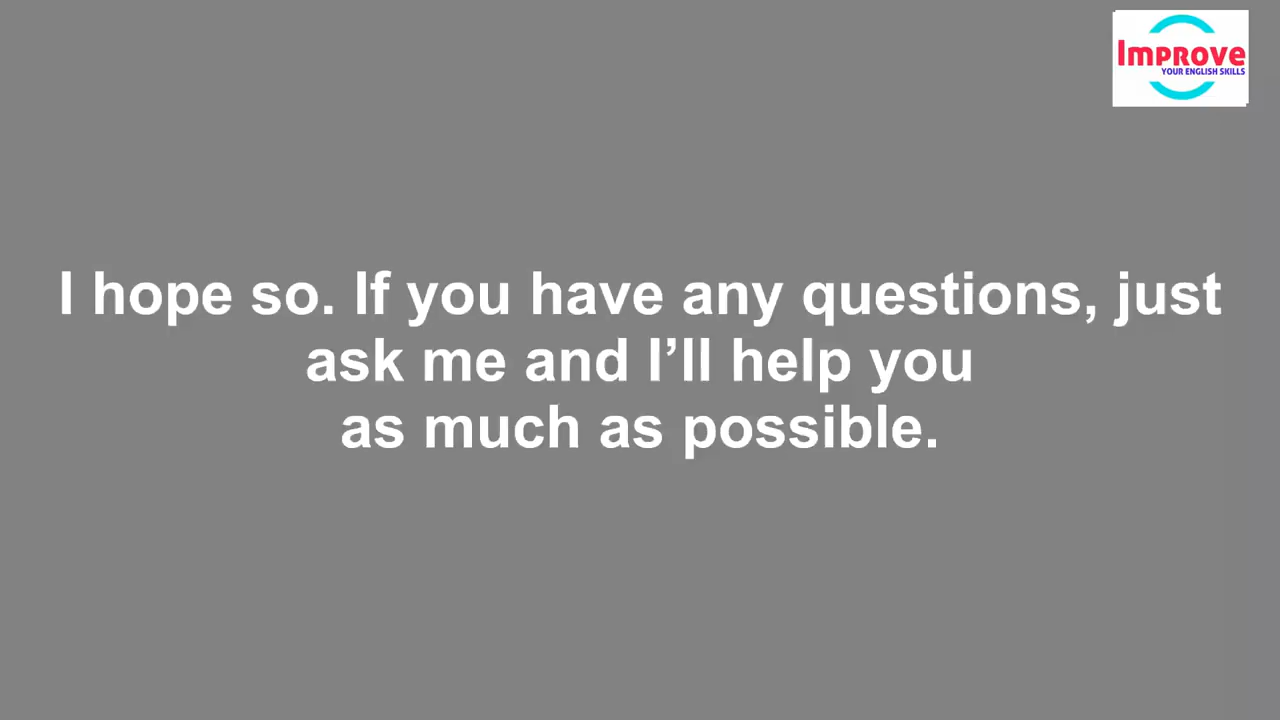 Improve
YOUR ENGLISH SKILLS
I hope so. If you have any questions, just
ask me and I’ll help you
as much as possible.